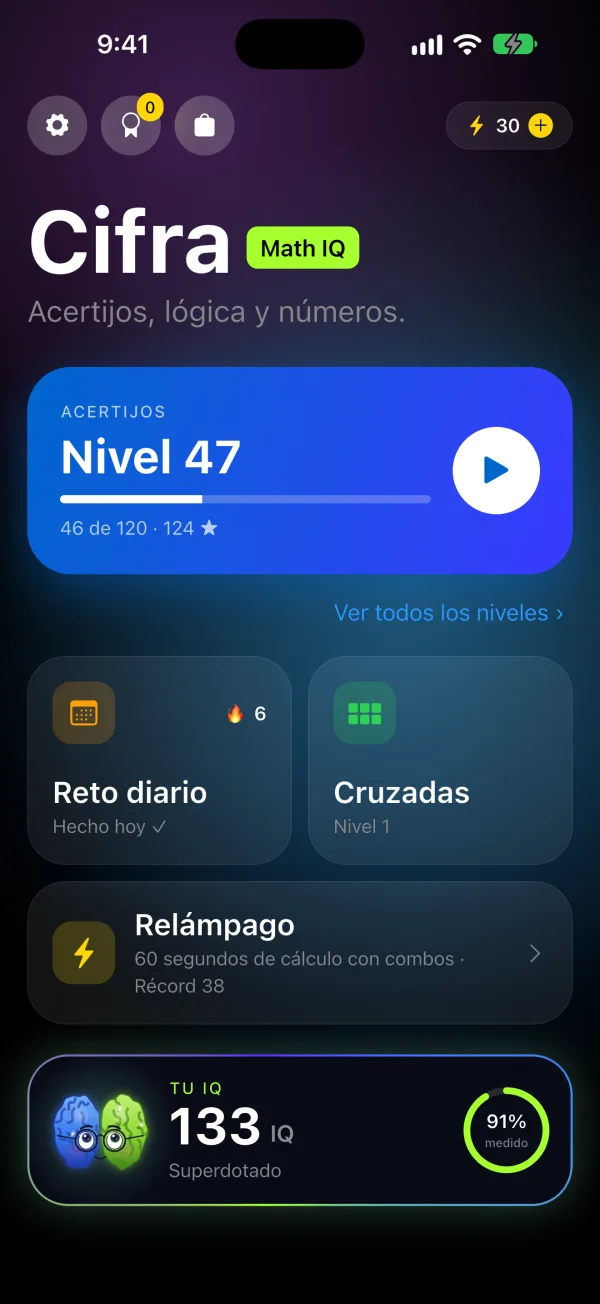 9:41
0
30
Cifra
Math IQ
Acertijos, lógica y números.
ACERTIJOS
Nivel 47
46 de 120 · 124 ★
Ver todos los niveles ›
6
Reto diario
Hecho hoy ✓
Cruzadas
Nivel 1
Relámpago
60 segundos de cálculo con combos ·
Récord 38
TU IQ
133 IQ
Superdotado
91%
medido